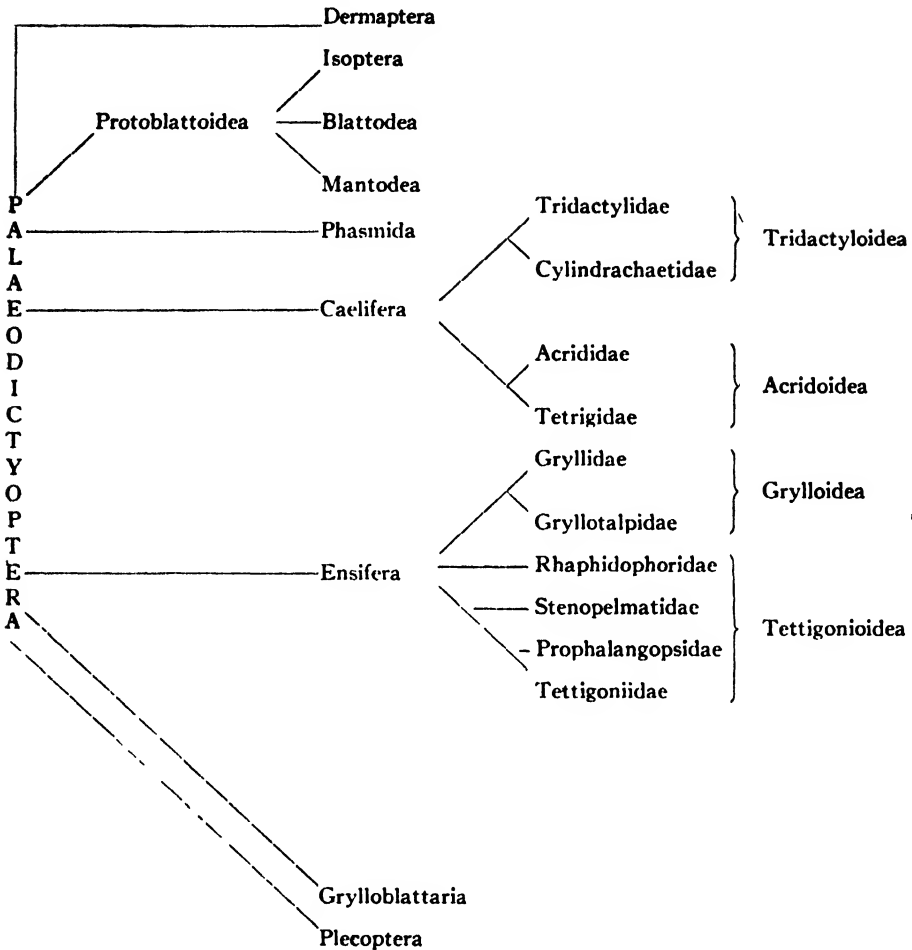 Dermaptera
Isoptera
Protoblattoidea
Blattodea
Mantodea
PALAEODICTYOPTERA
Phasmida
Caelifera
Tridactylidae
Cylindrachaetidae
Tridactyloidea
Acrididae
Tetrigidae
Acridoidea
Ensifera
Gryllidae
Gryllotalpidae
Grylloidea
Rhaphidophoridae
Stenopelmatidae
Prophalangopsidae
Tettigoniidae
Tettigonioidea
Grylloblattaria
Plecoptera